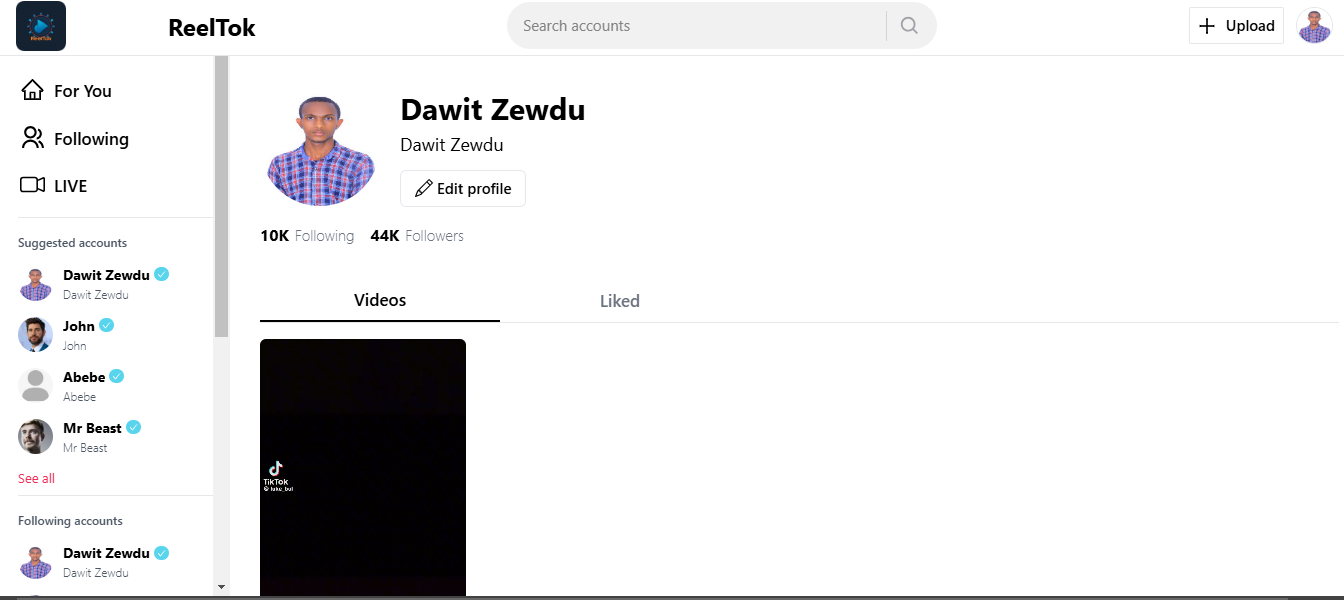 ReelTok
ReelTok
Search accounts
Upload
For You
Following
LIVE
Suggested accounts
Dawit Zewdu
Dawit Zewdu
John
John
Abebe
Abebe
Mr Beast
Mr Beast
See all
Following accounts
Dawit Zewdu
Dawit Zewdu
Dawit Zewdu
Dawit Zewdu
Edit profile
10K Following 44K Followers
Videos Liked
TikTok